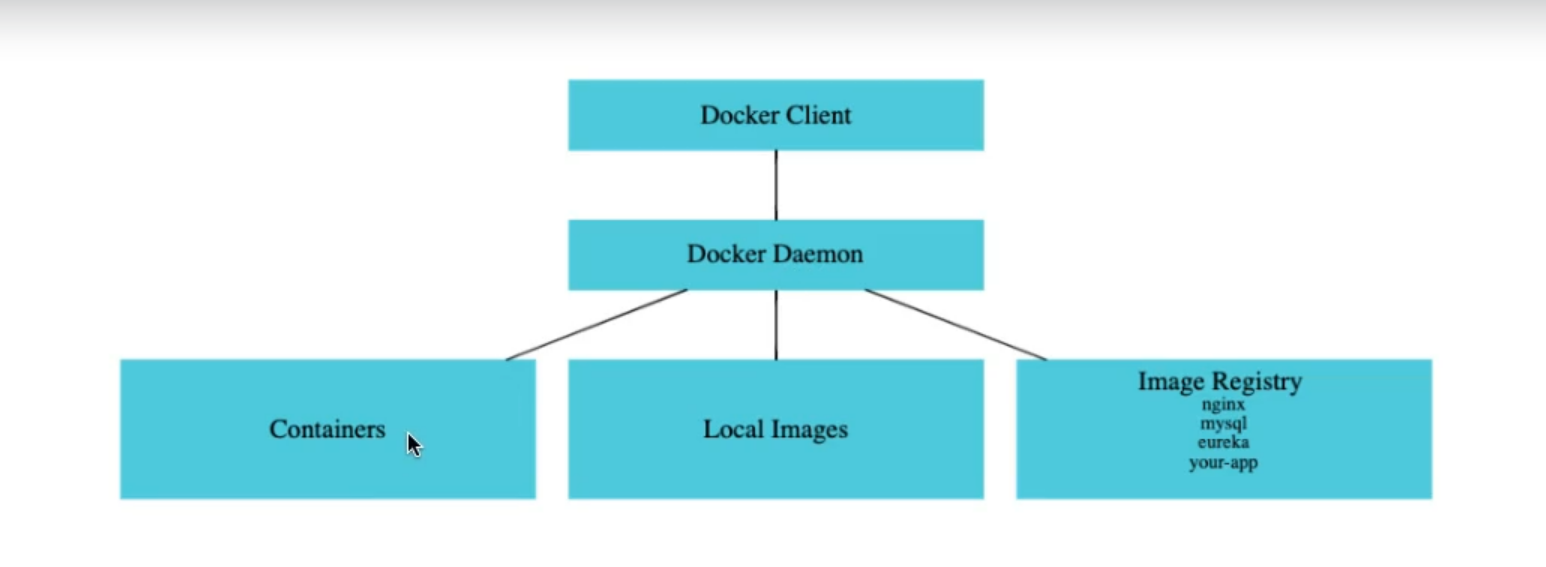 Docker Client
Docker Daemon
Containers
Local Images
Image Registry
nginx
mysql
eureka
your-app